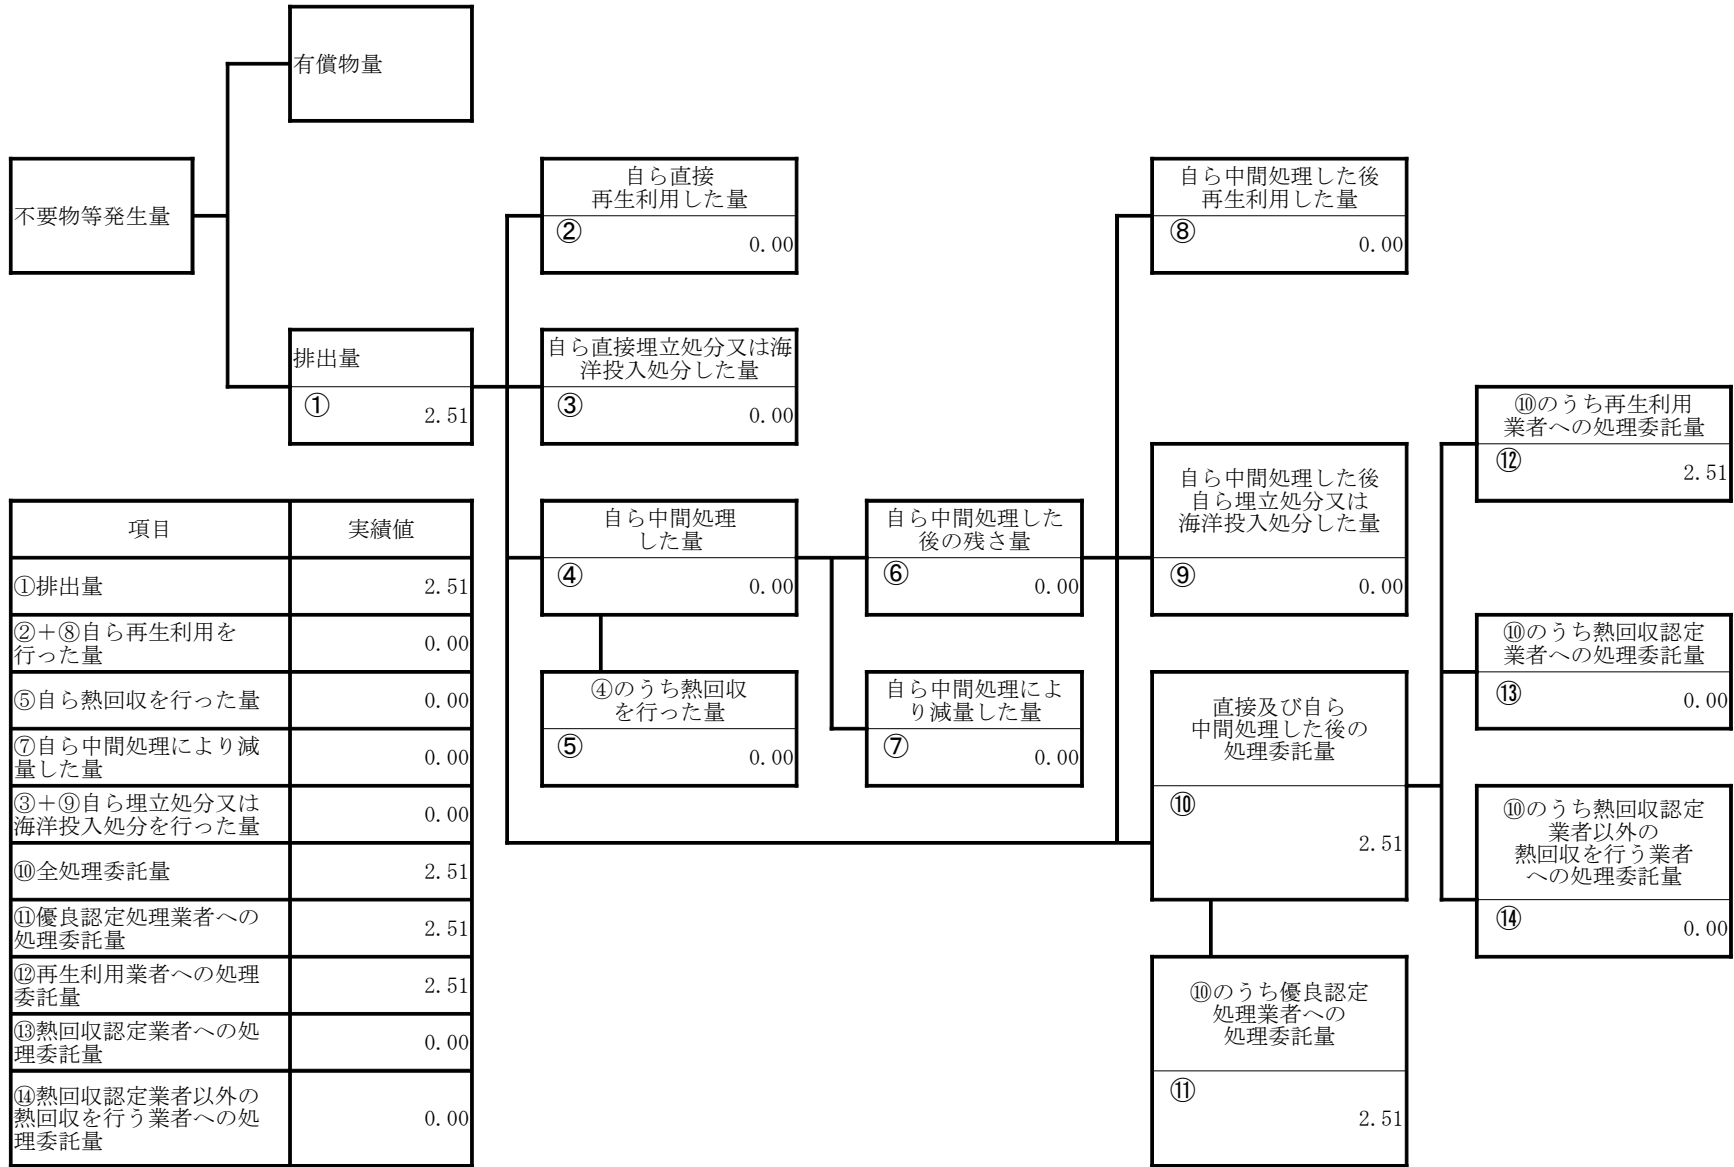 有償物量
不要物等発生量
自ら直接
再生利用した量
②
0.00
自ら中間処理した後
再生利用した量
⑧
0.00
排出量
①
2.51
自ら直接埋立処分又は海
洋投入処分した量
③
0.00
⑩のうち再生利用
業者への処理委託量
⑫
2.51
自ら中間処理
した量
④
0.00
自ら中間処理した
後の残さ量
⑥
0.00
自ら中間処理した後
自ら埋立処分又は
海洋投入処分した量
⑨
0.00
⑩のうち熱回収認定
業者への処理委託量
⑬
0.00
④のうち熱回収
を行った量
⑤
0.00
自ら中間処理によ
り減量した量
⑦
0.00
直接及び自ら
中間処理した後の
処理委託量
⑩
2.51
⑩のうち熱回収認定
業者以外の
熱回収を行う業者
への処理委託量
⑭
0.00
⑩のうち優良認定
処理業者への
処理委託量
⑪
2.51
項目 実績値
①排出量 2.51
②+⑧自ら再生利用を
行った量 0.00
⑤自ら熱回収を行った量 0.00
⑦自ら中間処理により減
量した量 0.00
③+⑨自ら埋立処分又は
海洋投入処分を行った量 0.00
⑩全処理委託量 2.51
⑪優良認定処理業者への
処理委託量 2.51
⑫再生利用業者への処理
委託量 2.51
⑬熱回収認定業者への処
理委託量 0.00
⑭熱回収認定業者以外の
熱回収を行う業者への処
理委託量 0.00